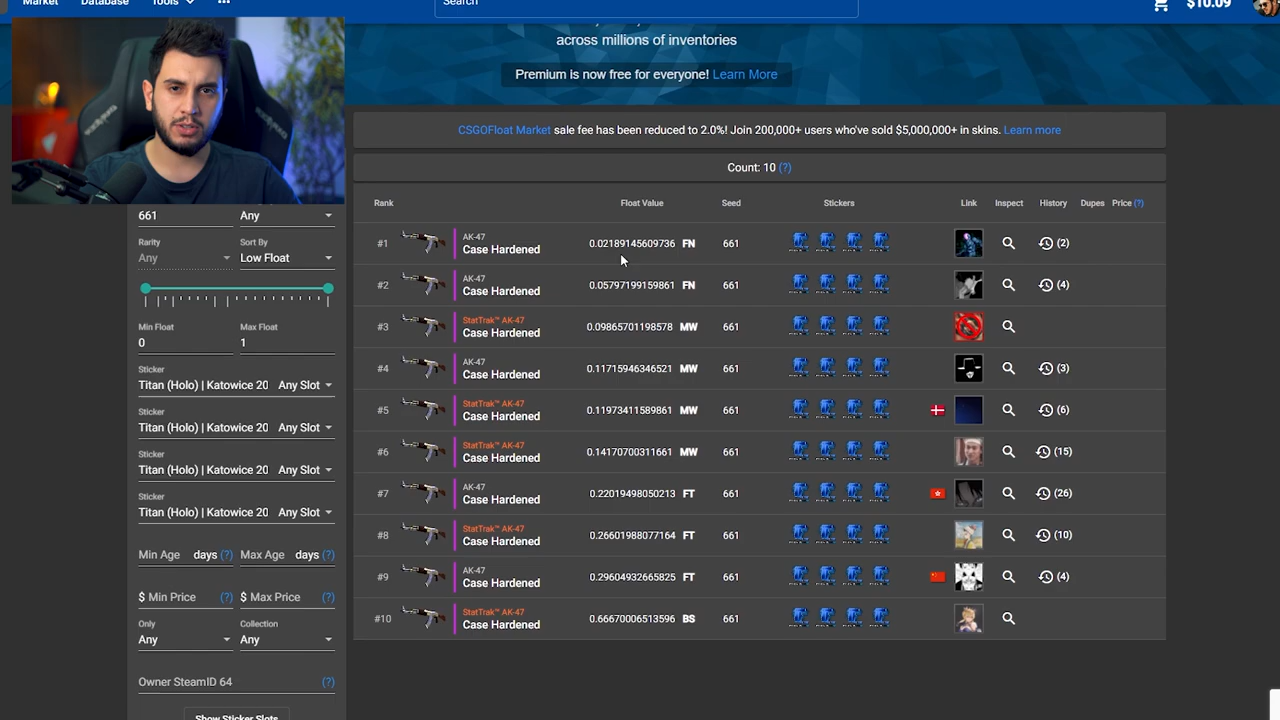 Market Database Tools ... Search $10.09
across millions of inventories
Premium is now free for everyone! Learn More
CSGOFloat Market sale fee has been reduced to 2.0%! Join 200,000+ users who've sold $5,000,000+ in skins. Learn more
Count: 10 (?)
Rank Float Value Seed Stickers Link Inspect History Dupes Price (?)
#1 AK-47 Case Hardened 0.02189145609736 FN 661 (2)
#2 AK-47 Case Hardened 0.05797199159861 FN 661 (4)
#3 StatTrak™ AK-47 Case Hardened 0.09865701198578 MW 661
#4 AK-47 Case Hardened 0.11715946346521 MW 661 (3)
#5 StatTrak™ AK-47 Case Hardened 0.11973411589861 MW 661 (6)
#6 StatTrak™ AK-47 Case Hardened 0.14170700311661 MW 661 (15)
#7 AK-47 Case Hardened 0.22019498050213 FT 661 (26)
#8 StatTrak™ AK-47 Case Hardened 0.26601988077164 FT 661 (10)
#9 AK-47 Case Hardened 0.29604932665825 FT 661 (4)
#10 StatTrak™ AK-47 Case Hardened 0.66670006513596 BS 661
661 Any
Rarity Sort By
Any Low Float
Min Float Max Float
0 1
Sticker
Titan (Holo) | Katowice 20 Any Slot
Sticker
Titan (Holo) | Katowice 20 Any Slot
Sticker
Titan (Holo) | Katowice 20 Any Slot
Sticker
Titan (Holo) | Katowice 20 Any Slot
Min Age days (?) Max Age days (?)
$ Min Price (?) $ Max Price (?)
Only Collection
Any Any
Owner SteamID 64 (?)
Show Sticker Slots